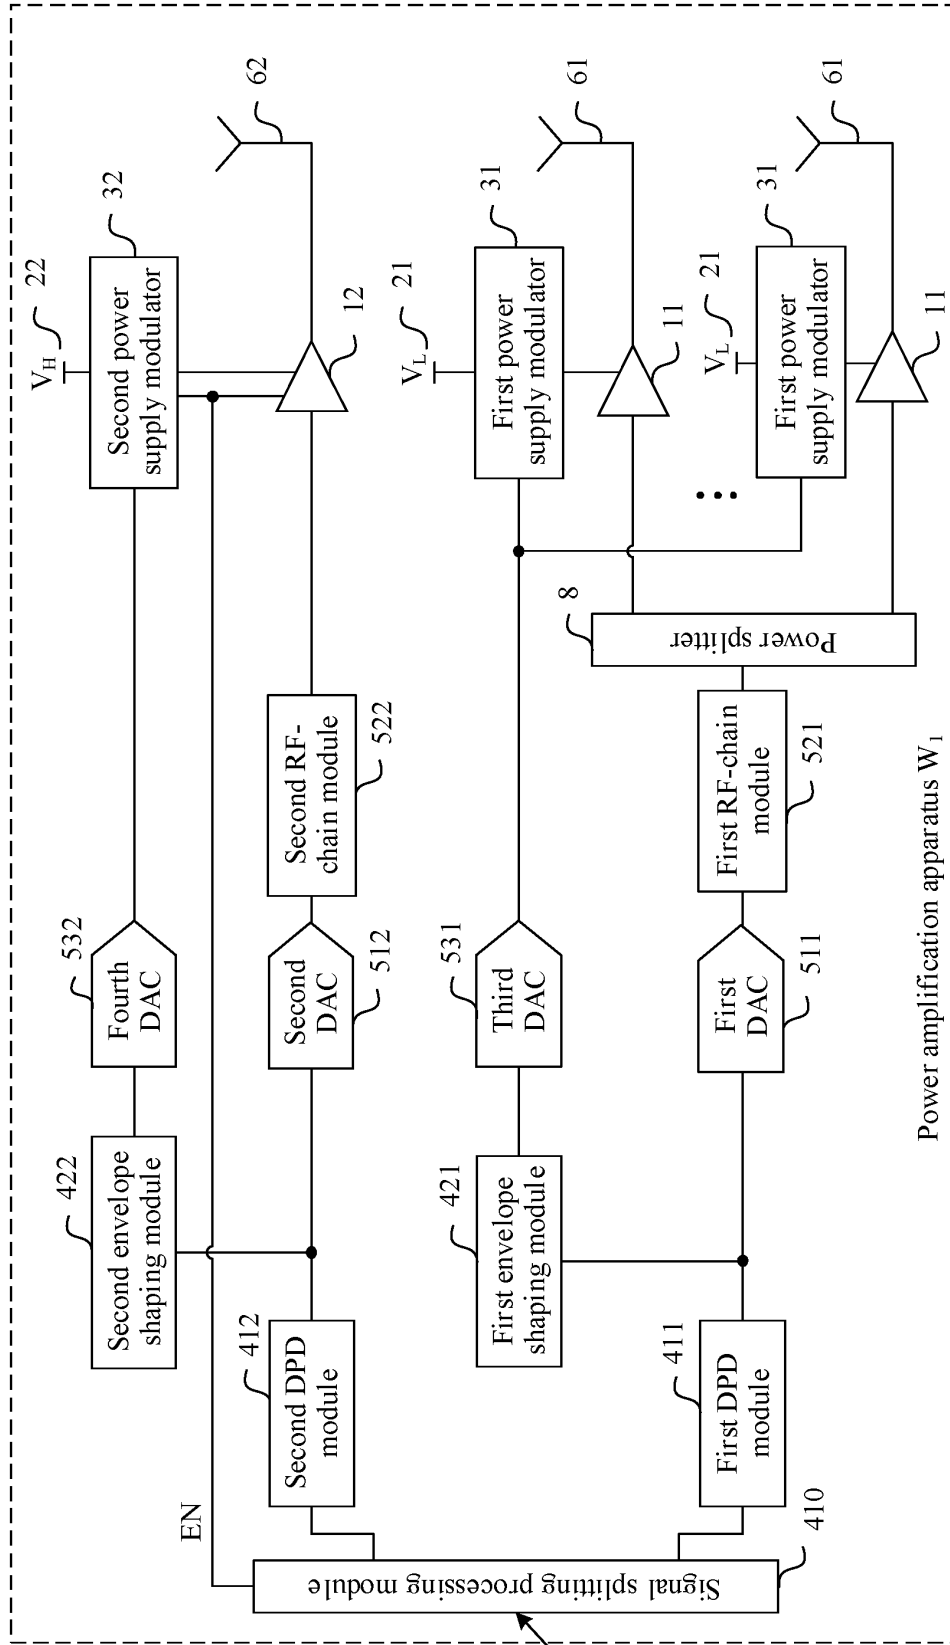 V_H
22
Second power
supply modulator
32
62
12
Fourth
DAC
532
Second envelope
shaping module
422
EN
Second DPD
module
412
Second
DAC
512
Second RF-
chain module
522
V_L
21
First power
supply modulator
31
61
11
V_L
21
First power
supply modulator
31
61
11
...
Third
DAC
531
First envelope
shaping module
421
Signal splitting processing module
410
First DPD
module
411
First
DAC
511
First RF-chain
module
521
Power splitter
8
Power amplification apparatus W_1